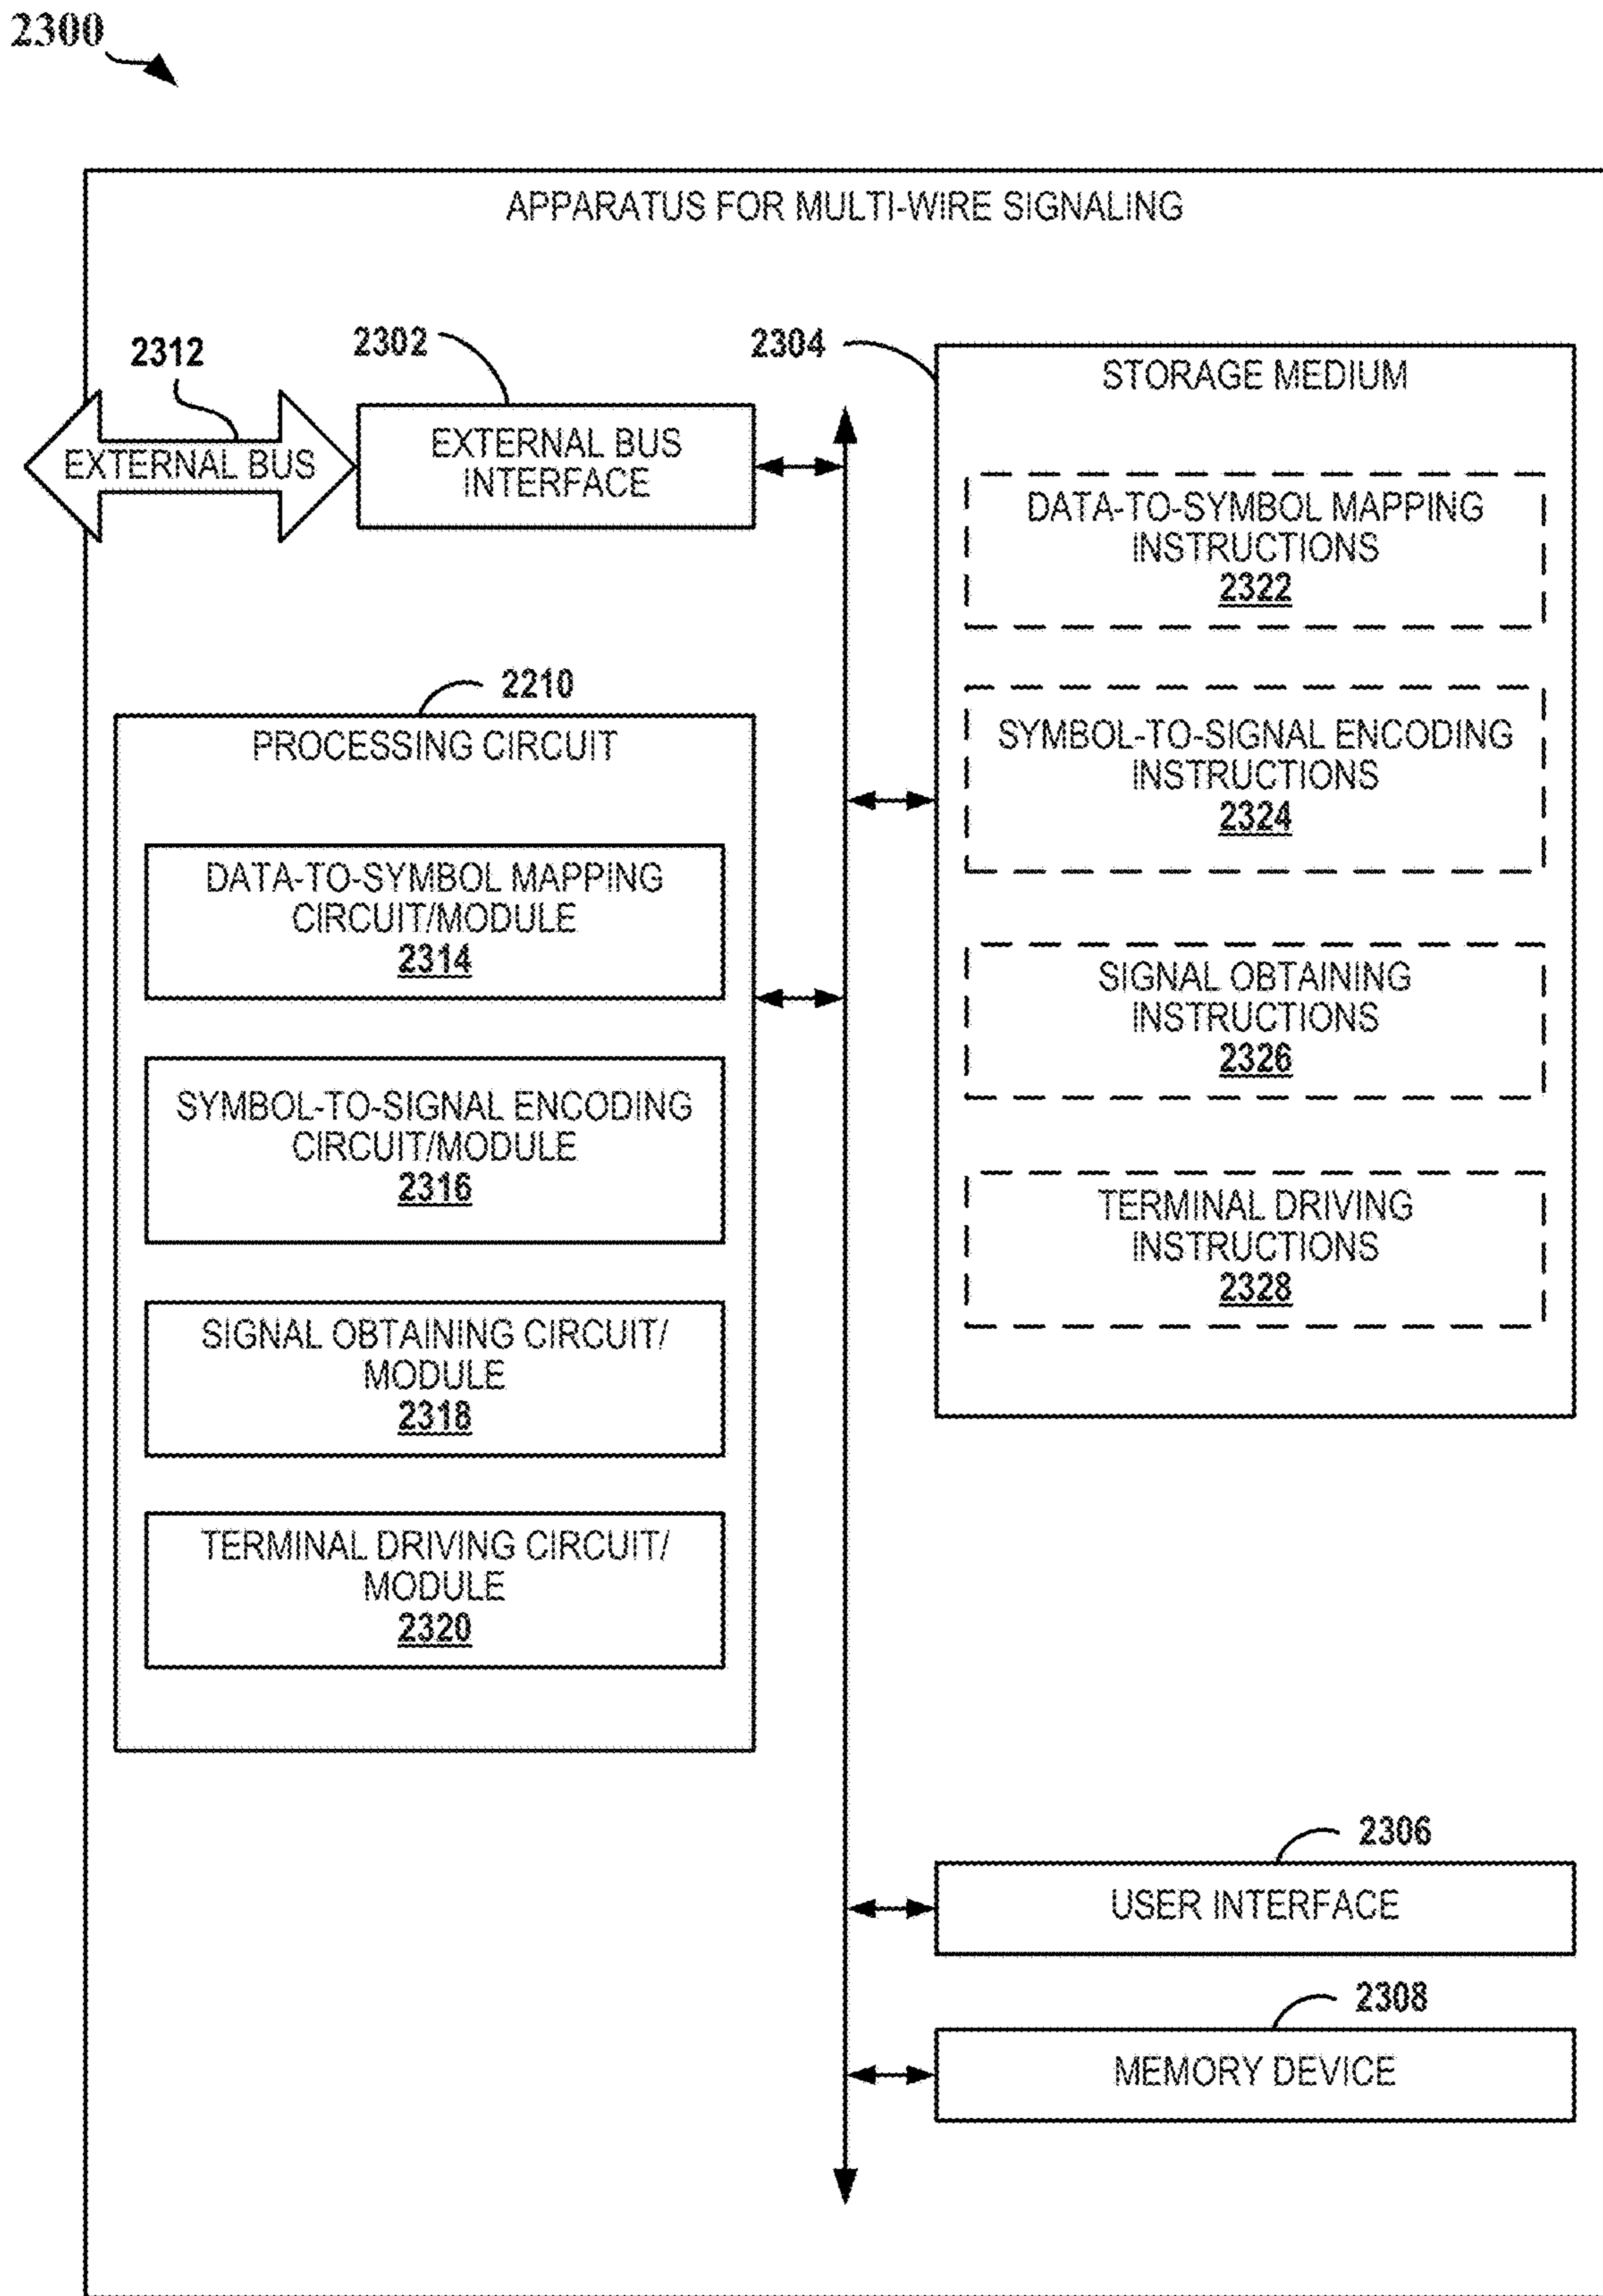 2300
APPARATUS FOR MULTI-WIRE SIGNALING
2312
2302
2304
EXTERNAL BUS
EXTERNAL BUS
INTERFACE
STORAGE MEDIUM
DATA-TO-SYMBOL MAPPING
INSTRUCTIONS
2322
SYMBOL-TO-SIGNAL ENCODING
INSTRUCTIONS
2324
SIGNAL OBTAINING
INSTRUCTIONS
2326
TERMINAL DRIVING
INSTRUCTIONS
2328
2210
PROCESSING CIRCUIT
DATA-TO-SYMBOL MAPPING
CIRCUIT/MODULE
2314
SYMBOL-TO-SIGNAL ENCODING
CIRCUIT/MODULE
2316
SIGNAL OBTAINING CIRCUIT/
MODULE
2318
TERMINAL DRIVING CIRCUIT/
MODULE
2320
2306
USER INTERFACE
2308
MEMORY DEVICE